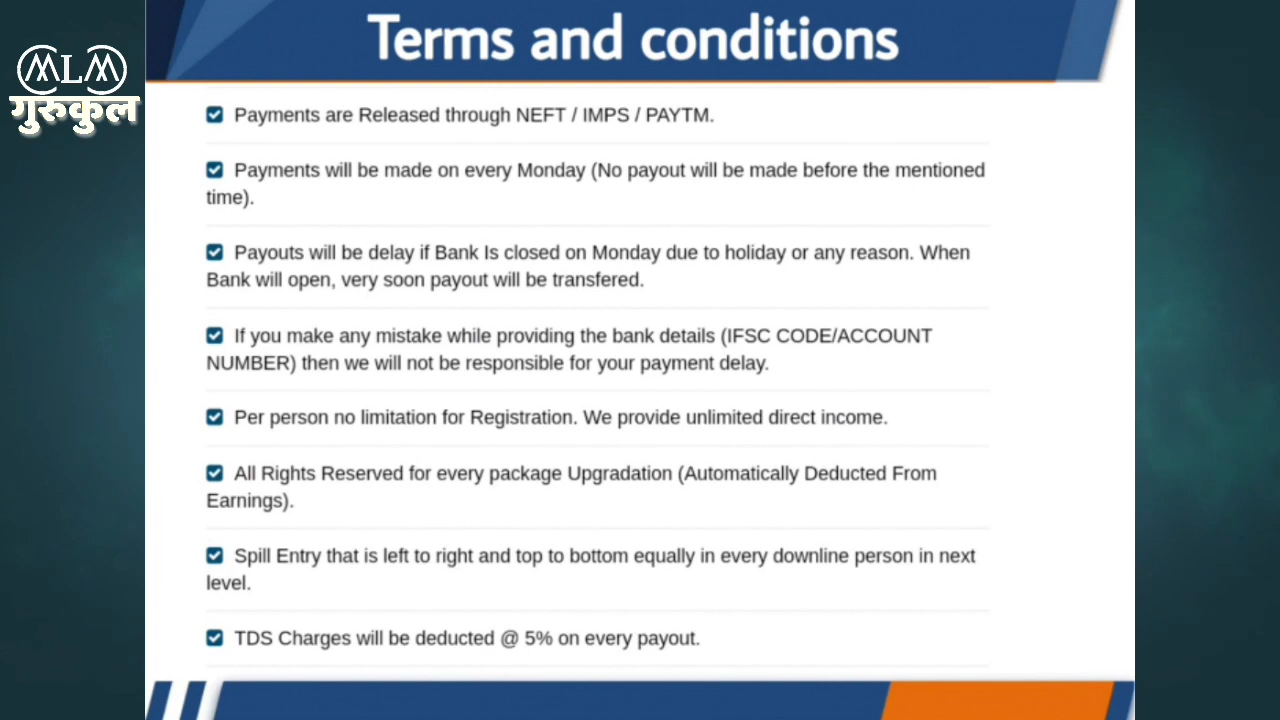 Terms and conditions
MLM
गुरुकुल
Payments are Released through NEFT / IMPS / PAYTM.
Payments will be made on every Monday (No payout will be made before the mentioned
time).
Payouts will be delay if Bank Is closed on Monday due to holiday or any reason. When
Bank will open, very soon payout will be transfered.
If you make any mistake while providing the bank details (IFSC CODE/ACCOUNT
NUMBER) then we will not be responsible for your payment delay.
Per person no limitation for Registration. We provide unlimited direct income.
All Rights Reserved for every package Upgradation (Automatically Deducted From
Earnings).
Spill Entry that is left to right and top to bottom equally in every downline person in next
level.
TDS Charges will be deducted @ 5% on every payout.